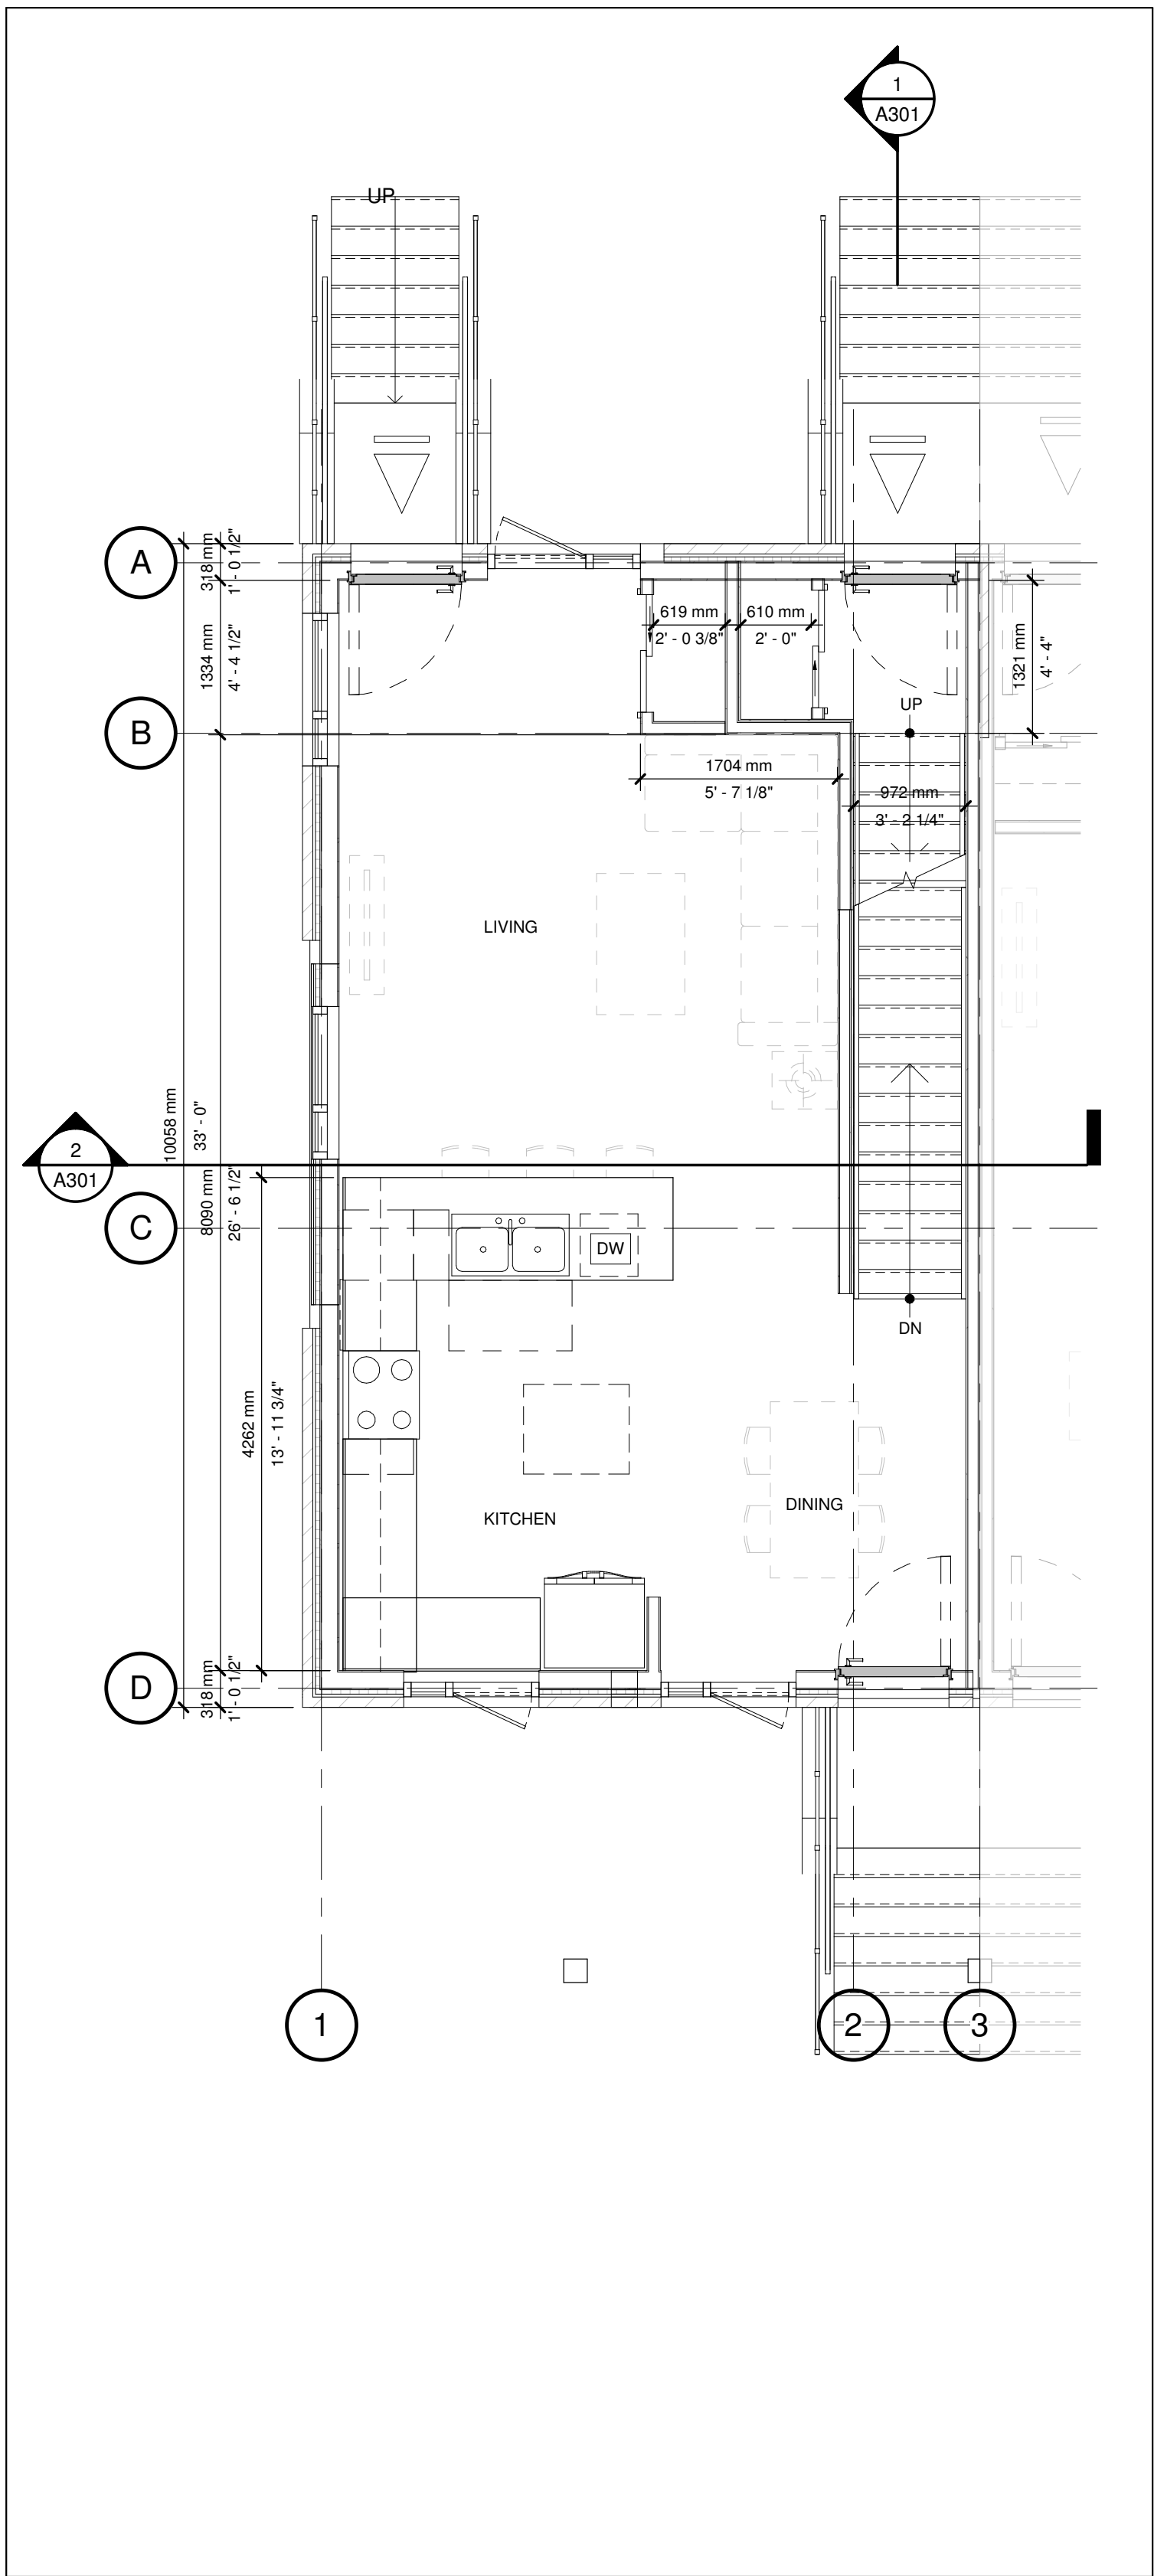 1
A301
UP
A
318 mm
1' - 0 1/2"
619 mm
2' - 0 3/8"
610 mm
2' - 0"
1334 mm
4' - 4 1/2"
1321 mm
4' - 4"
UP
B
1704 mm
5' - 7 1/8"
972 mm
3' - 2 1/4"
LIVING
10058 mm
33' - 0"
2
A301
8090 mm
26' - 6 1/2"
C
DW
DN
4262 mm
13' - 11 3/4"
DINING
KITCHEN
D
318 mm
1' - 0 1/2"
1
2
3